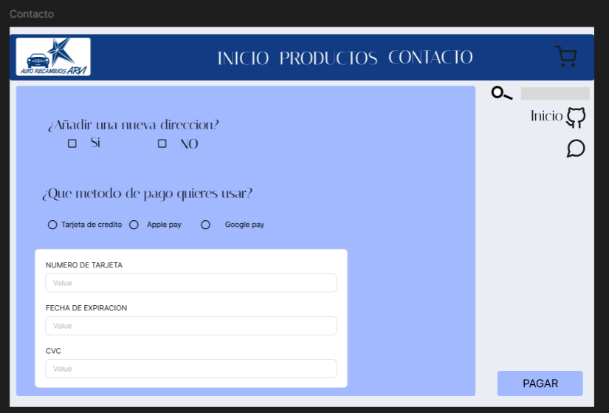 Contacto
AUTO RECAMBIOS ARVI
INICIO PRODUCTOS CONTACTO
Inicio
¿Añadir una nueva direccion?
Si NO
¿Que metodo de pago quieres usar?
Tarjeta de credito Apple pay Google pay
NUMERO DE TARJETA
Value
FECHA DE EXPIRACION
Value
CVC
Value
PAGAR